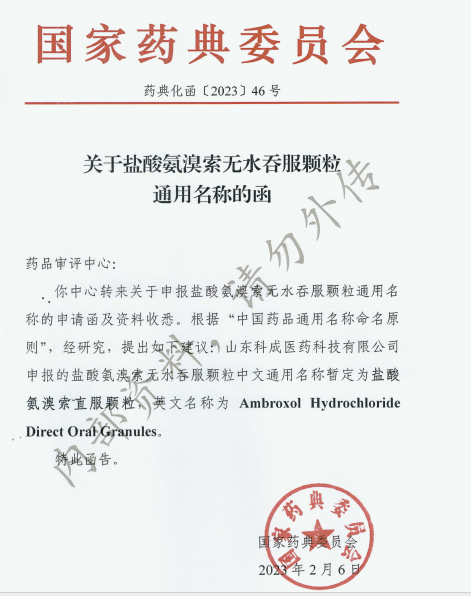 国家药典委员会
药典化函〔2023〕46 号
关于盐酸氨溴索无水吞服颗粒
通用名称的函
药品审评中心：
你中心转来关于申报盐酸氨溴索无水吞服颗粒通用名
称的申请函及资料收悉。根据“中国药品通用名称命名原
则”，经研究，提出如下建议：山东科成医药科技有限公司
申报的盐酸氨溴索无水吞服颗粒中文通用名称暂定为盐酸
氨溴索直服颗粒，英文名称为 Ambroxol Hydrochloride
Direct Oral Granules。
特此函告。
国家药典委员会
2023 年 2 月 6 日
国家药典委员会
内部资料，请勿外传